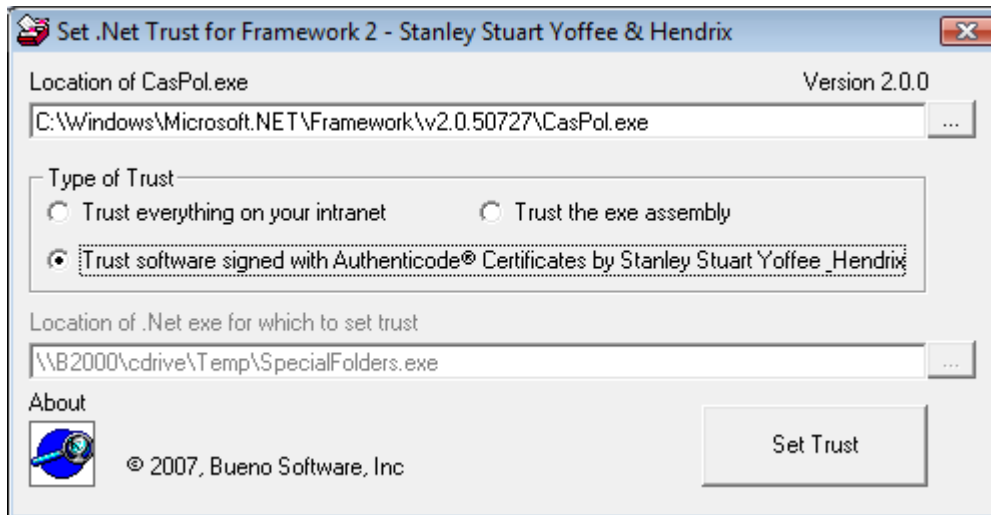 Set .Net Trust for Framework 2 - Stanley Stuart Yoffee & Hendrix
Location of CasPol.exe Version 2.0.0
C:\Windows\Microsoft.NET\Framework\v2.0.50727\CasPol.exe ...
Type of Trust
Trust everything on your intranet Trust the exe assembly
Trust software signed with Authenticode® Certificates by Stanley Stuart Yoffee _Hendrix
Location of .Net exe for which to set trust
\\B2000\cdrive\Temp\SpecialFolders.exe ...
About
© 2007, Bueno Software, Inc
Set Trust